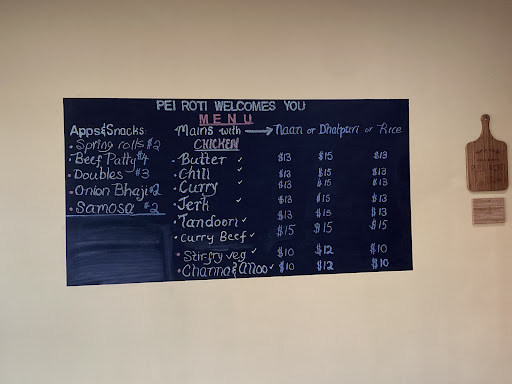 PEI ROTI WELCOMES YOU
MENU
Apps&Snacks:
• Spring rolls $2
• Beef Patty $4
• Doubles - $3
• Onion Bhaji $2
• Samosa $2
Mains with → Naan or Dhalpuri or Rice
CHICKEN
• Butter ✓ $13 $15 $13
• Chili ✓ $13 $15 $13
• Curry ✓ $13 $15 $13
• Jerk ✓ $13 $15 $13
• Tandoori ✓ $13 $15 $13
• Curry Beef ✓ $15 $15 $15
• Stirfry veg ✓ $10 $12 $10
• Channa & Aloo ✓ $10 $12 $10